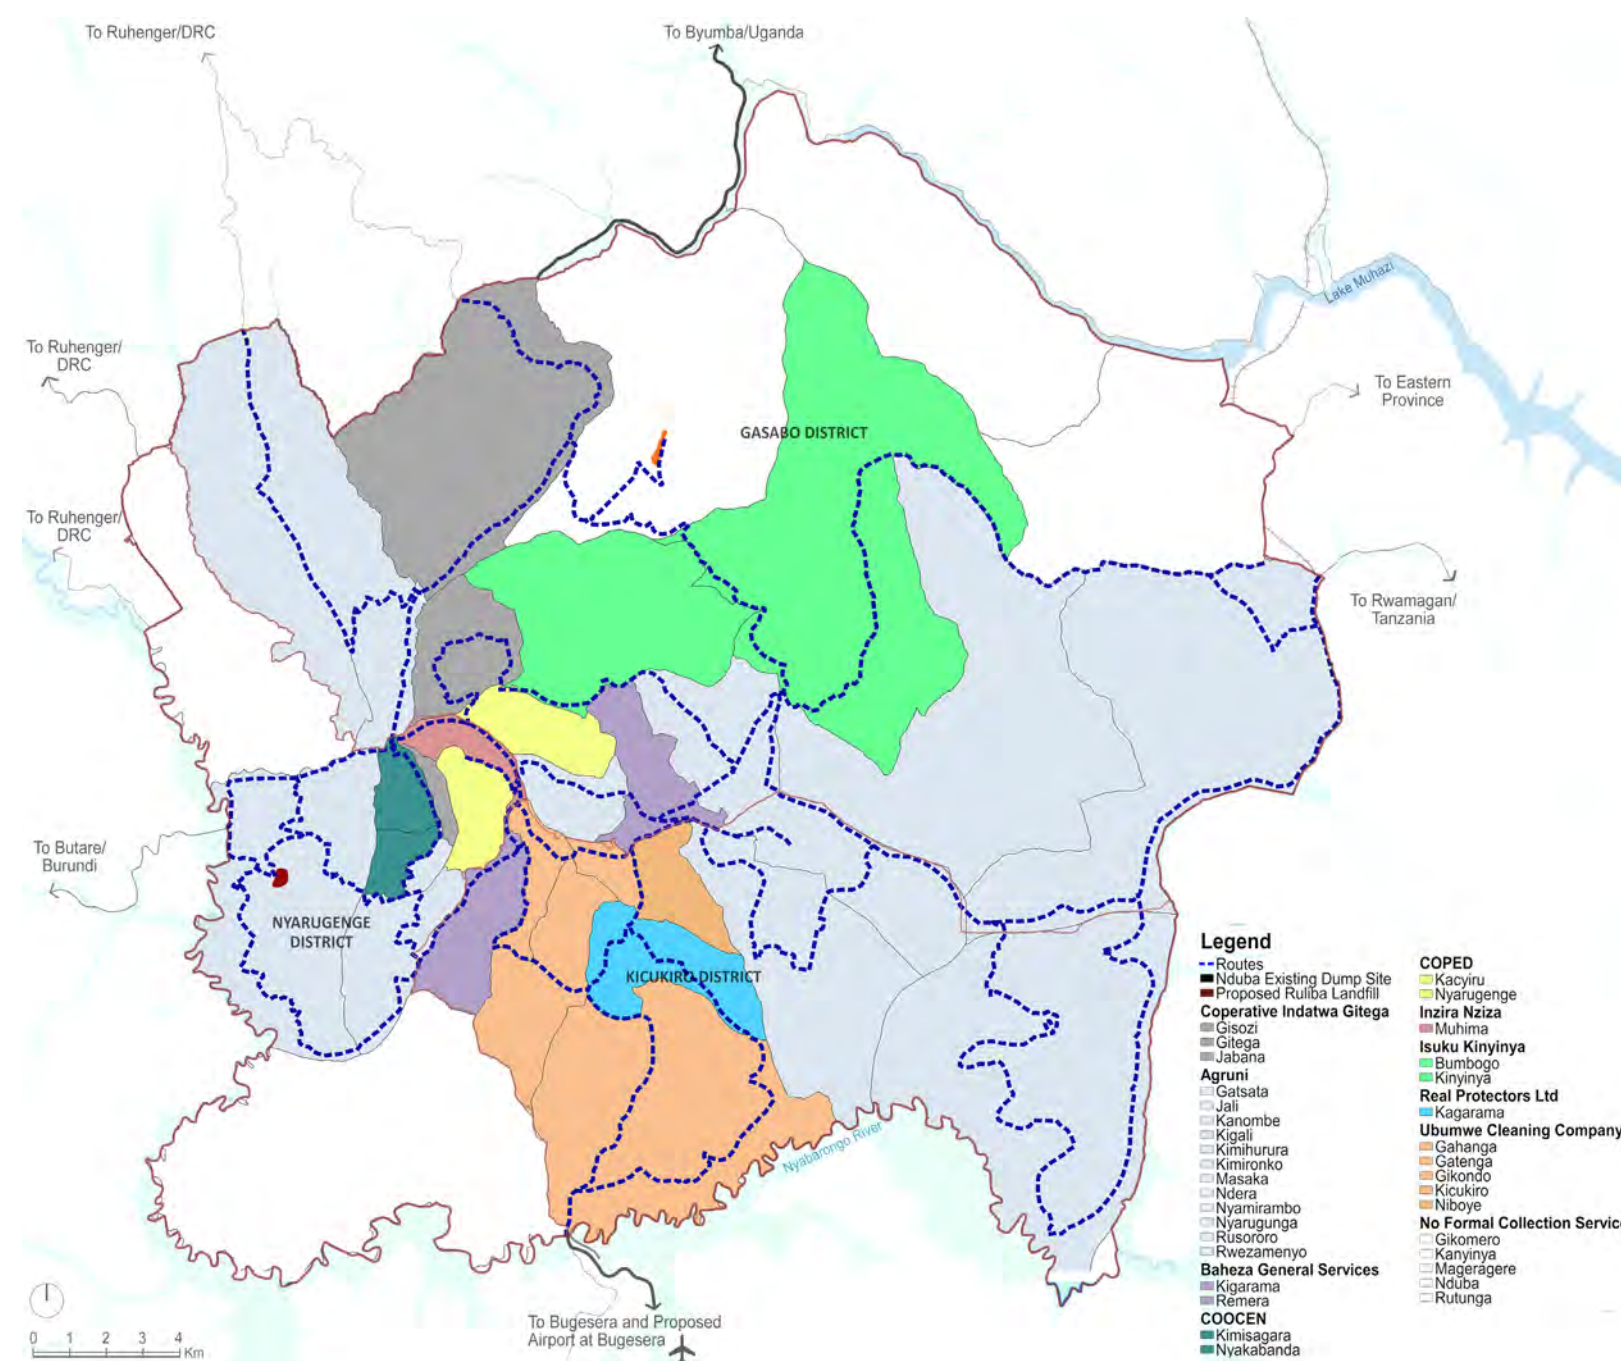 To Ruhenger/DRC
To Byumba/Uganda
Lake Muhazi
To Ruhenger/
DRC
To Eastern
Province
GASABO DISTRICT
To Ruhenger/
DRC
To Rwamagan/
Tanzania
To Butare/
Burundi
NYARUGENGE
DISTRICT
KICUKIRO DISTRICT
Nyabarongo River
To Bugesera and Proposed
Airport at Bugesera
0 1 2 3 4
Km
Legend
Routes
Nduba Existing Dump Site
Proposed Ruliba Landfill
Coperative Indatwa Gitega
Gisozi
Gitega
Jabana
Agruni
Gatsata
Jali
Kanombe
Kigali
Kimihurura
Kimironko
Masaka
Ndera
Nyamirambo
Nyarugunga
Rusororo
Rwezamenyo
Baheza General Services
Kigarama
Remera
COOCEN
Kimisagara
Nyakabanda
COPED
Kacyiru
Nyarugenge
Inzira Nziza
Muhima
Isuku Kinyinya
Bumbogo
Kinyinya
Real Protectors Ltd
Kagarama
Ubumwe Cleaning Company
Gahanga
Gatenga
Gikondo
Kicukiro
Niboye
No Formal Collection Servic
Gikomero
Kanyinya
Mageragere
Nduba
Rutunga